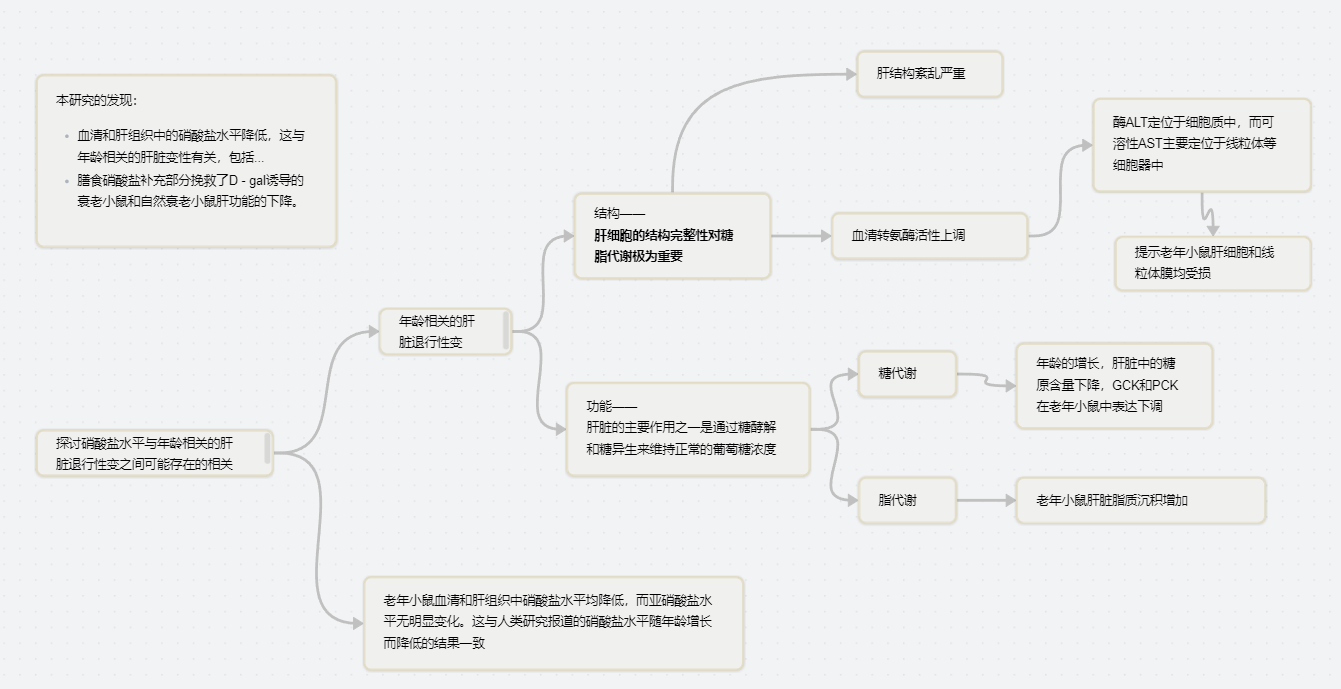 本研究的发现：
血清和肝组织中的硝酸盐水平降低，这与
年龄相关的肝脏变性有关，包括...
膳食硝酸盐补充部分挽救了D - gal诱导的
衰老小鼠和自然衰老小鼠肝功能的下降。
肝结构紊乱严重
酶ALT定位于细胞质中，而可
溶性AST主要定位于线粒体等
细胞器中
结构——
肝细胞的结构完整性对糖
脂代谢极为重要
血清转氨酶活性上调
提示老年小鼠肝细胞和线
粒体膜均受损
年龄相关的肝
脏退行性变
功能——
肝脏的主要作用之一是通过糖酵解
和糖异生来维持正常的葡萄糖浓度
糖代谢
年龄的增长，肝脏中的糖
原含量下降，GCK和PCK
在老年小鼠中表达下调
探讨硝酸盐水平与年龄相关的肝
脏退行性变之间可能存在的相关
脂代谢
老年小鼠肝脏脂质沉积增加
老年小鼠血清和肝组织中硝酸盐水平均降低，而亚硝酸盐水
平无明显变化。这与人类研究报道的硝酸盐水平随年龄增长
而降低的结果一致